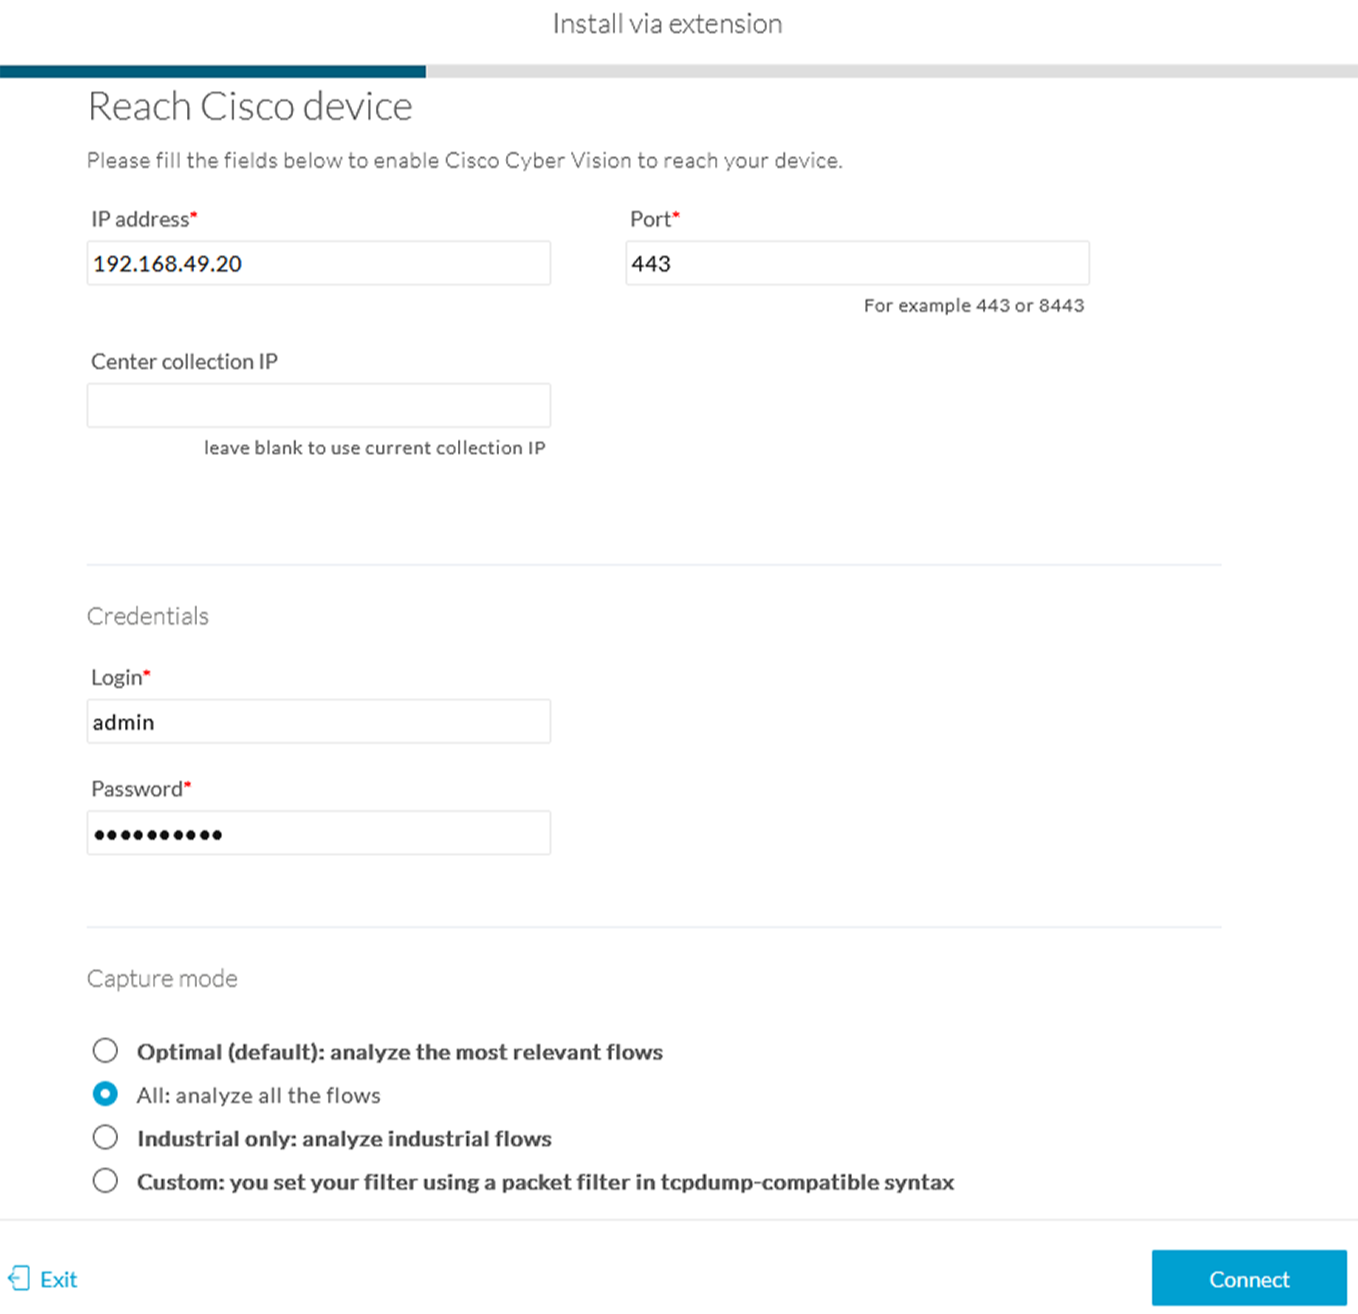 Install via extension
Reach Cisco device
Please fill the fields below to enable Cisco Cyber Vision to reach your device.
IP address*
Port*
192.168.49.20
443
For example 443 or 8443
Center collection IP
leave blank to use current collection IP
Credentials
Login*
admin
Password*
••••••••••
Capture mode
Optimal (default): analyze the most relevant flows
All: analyze all the flows
Industrial only: analyze industrial flows
Custom: you set your filter using a packet filter in tcpdump-compatible syntax
Exit
Connect